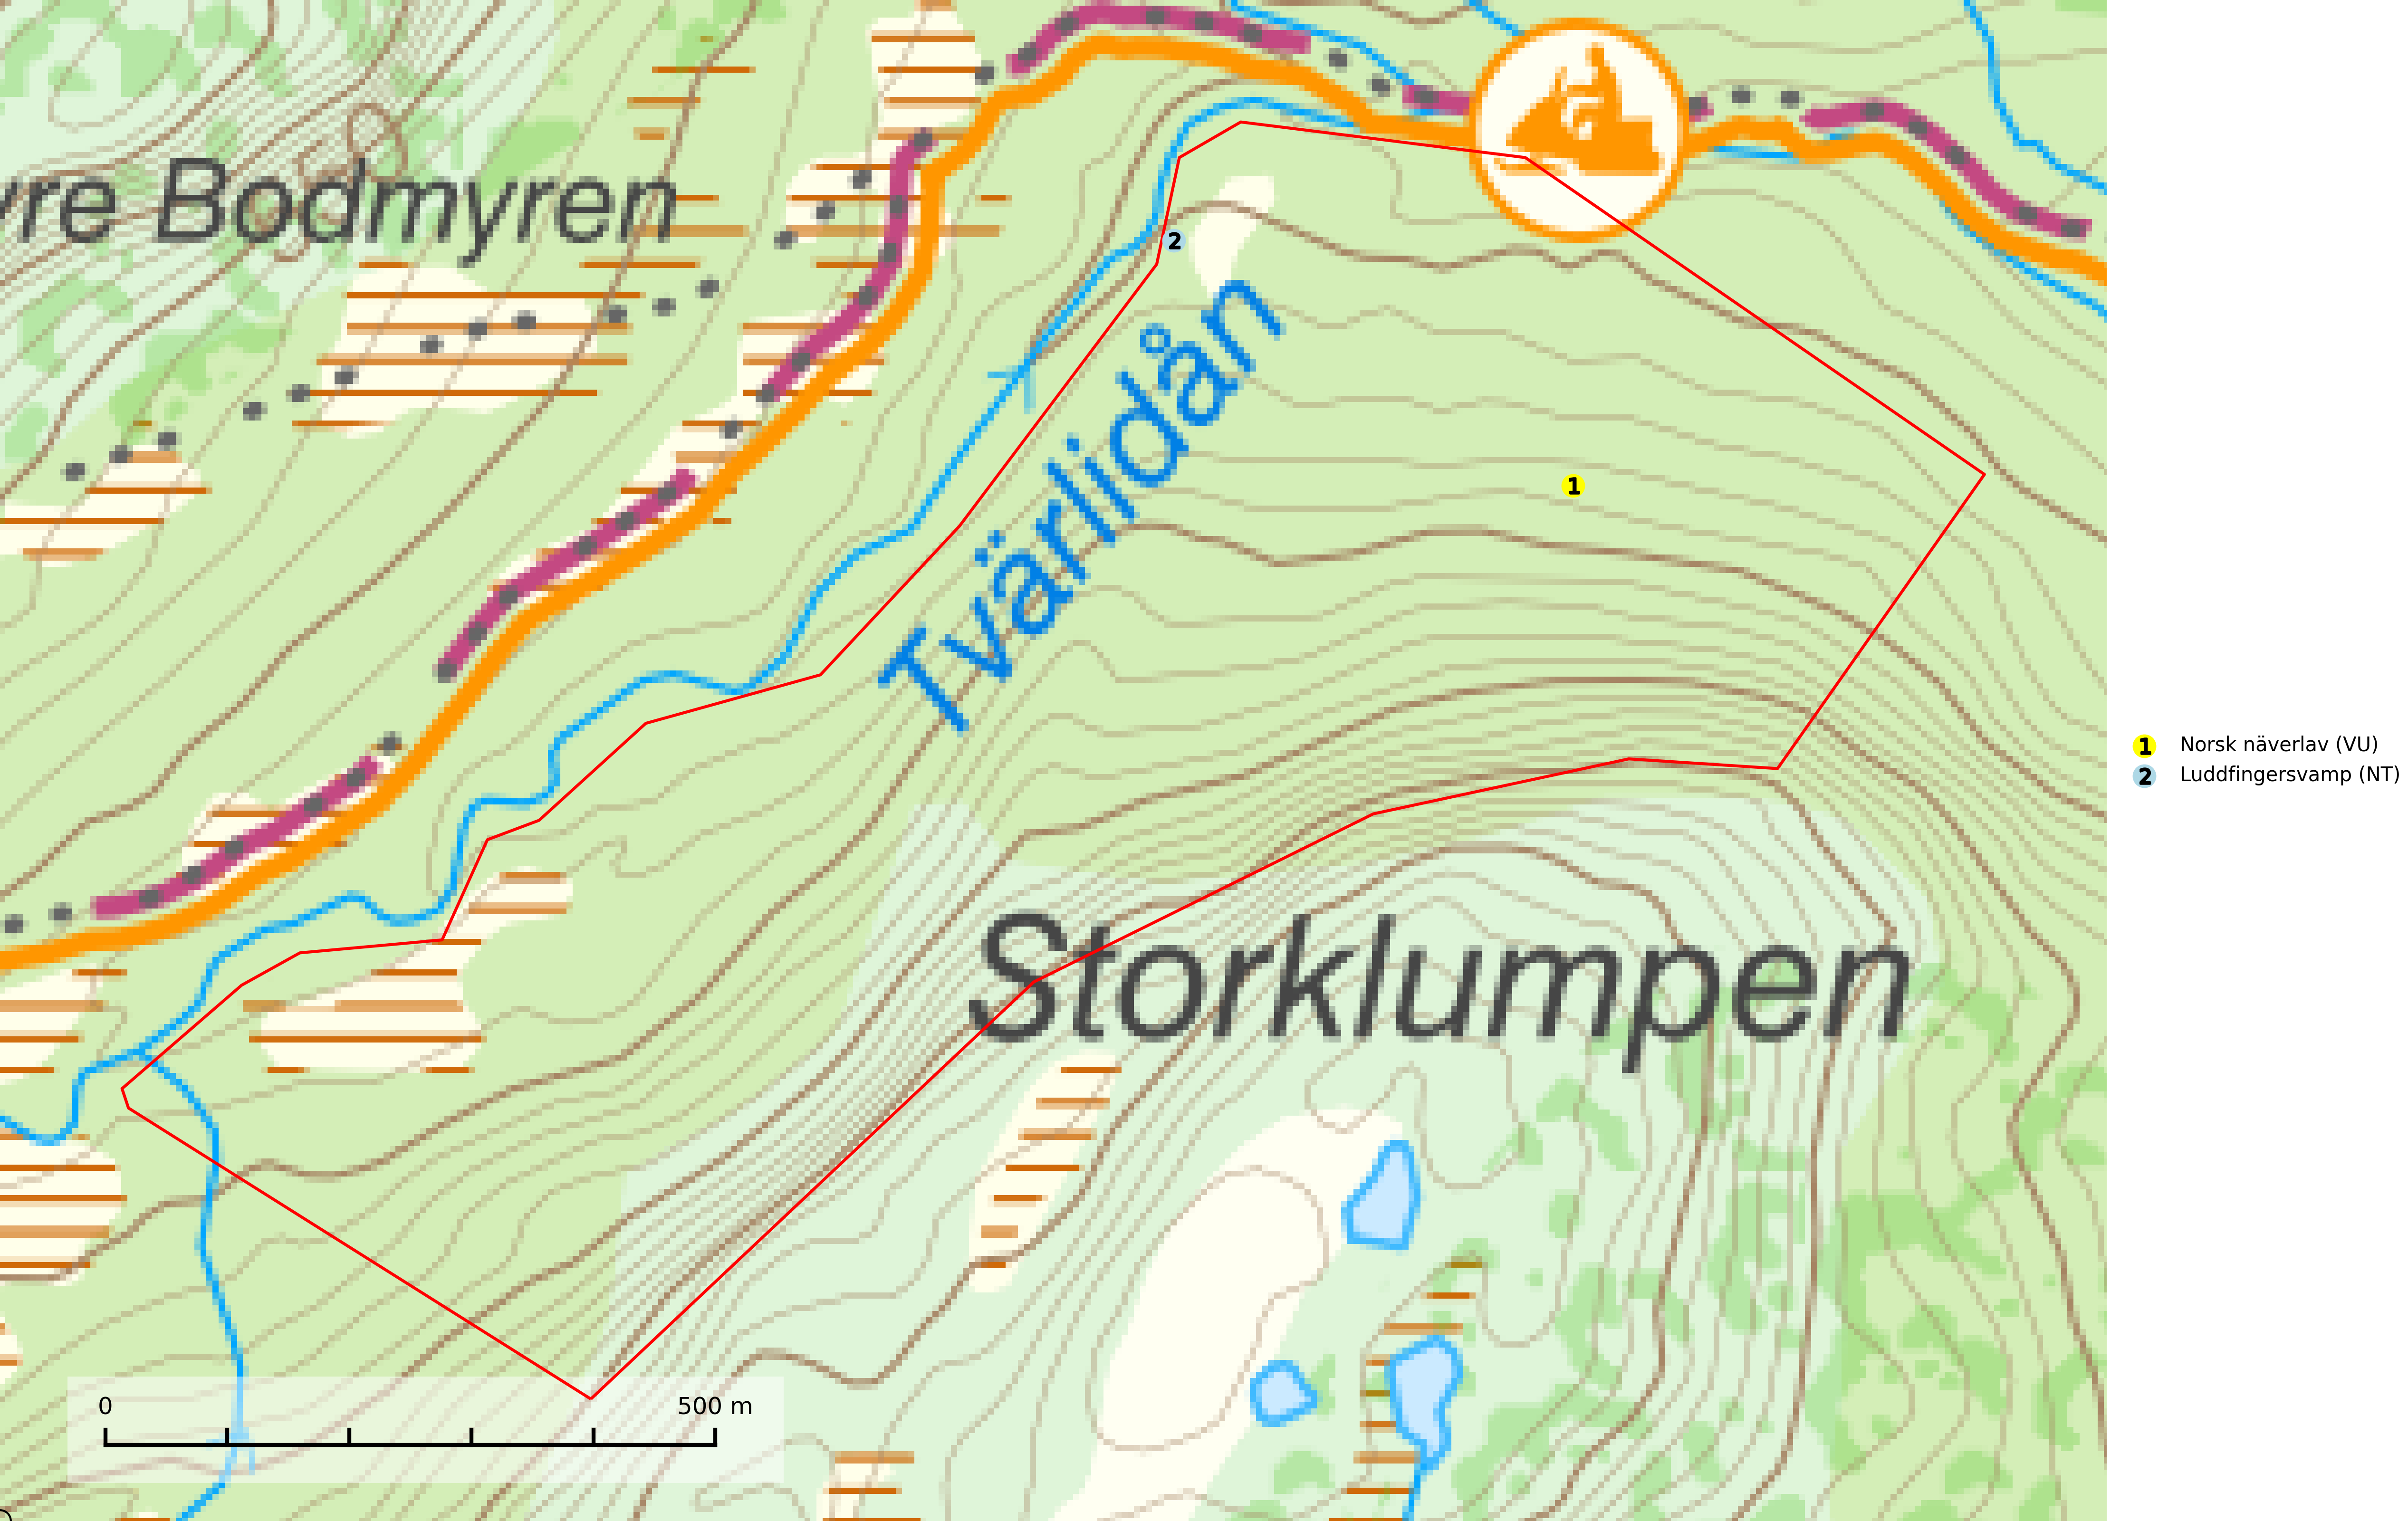 yre Bodmyren
2
Tvärlidån
1
Storklumpen
0 500 m
1 Norsk näverlav (VU)
2 Luddfingersvamp (NT)